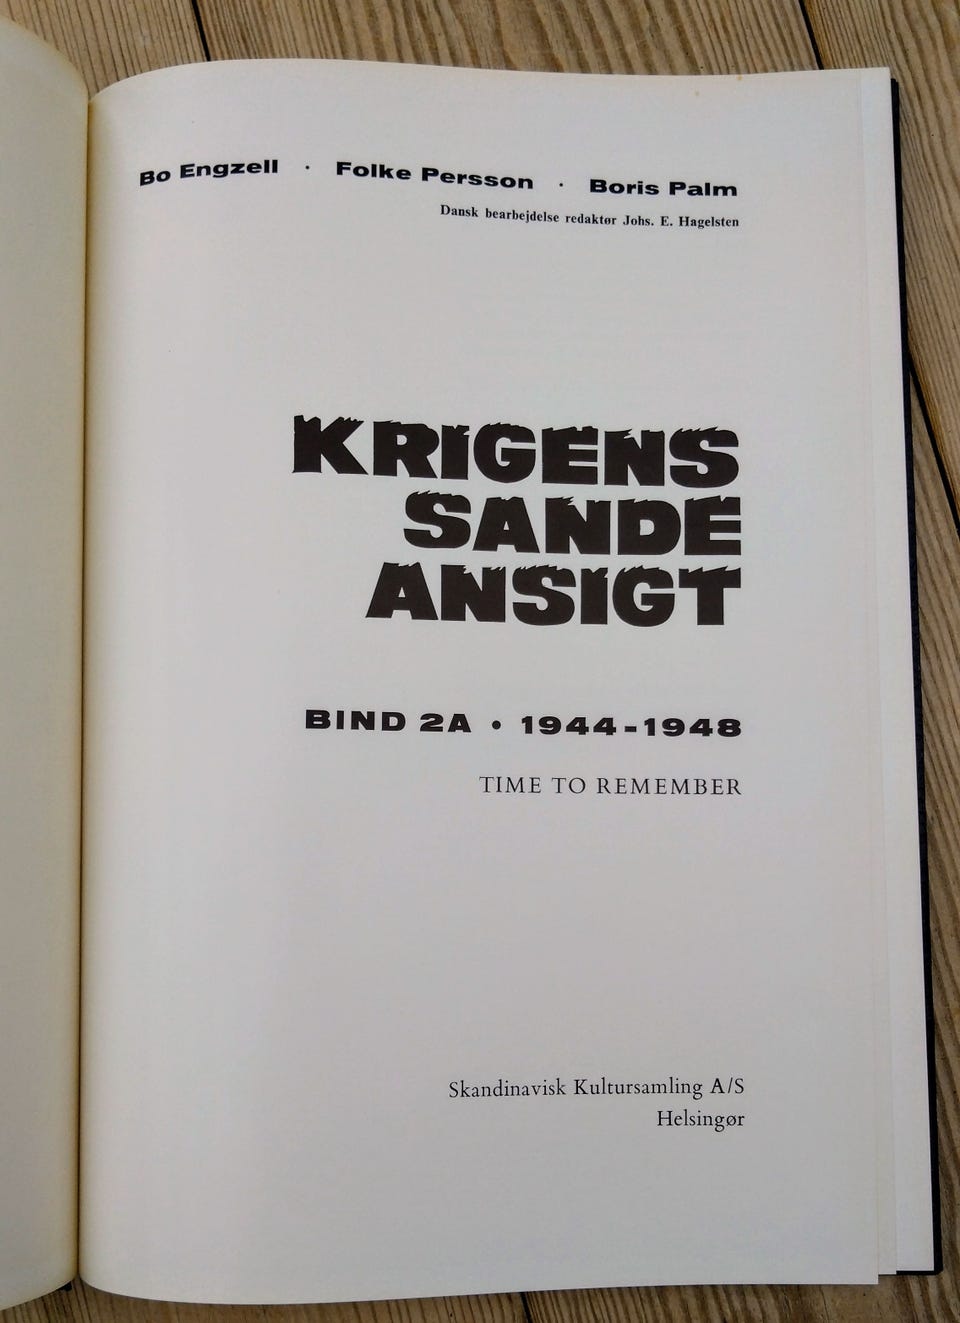 Bo Engzell · Folke Persson · Boris Palm
Dansk bearbejdelse redaktør Johs. E. Hagelsten
KRIGENS
SANDE
ANSIGT
BIND 2A • 1944-1948
TIME TO REMEMBER
Skandinavisk Kultursamling A/S
Helsingør